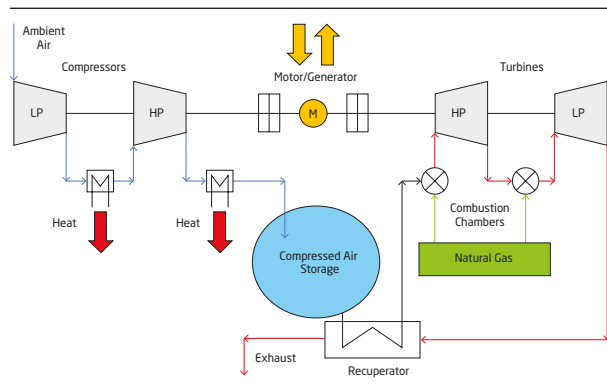 Ambient
Air
Compressors
Motor/Generator
Turbines
LP
HP
M
HP
LP
Heat
Heat
Combustion
Chambers
Compressed Air
Storage
Natural Gas
Exhaust
Recuperator